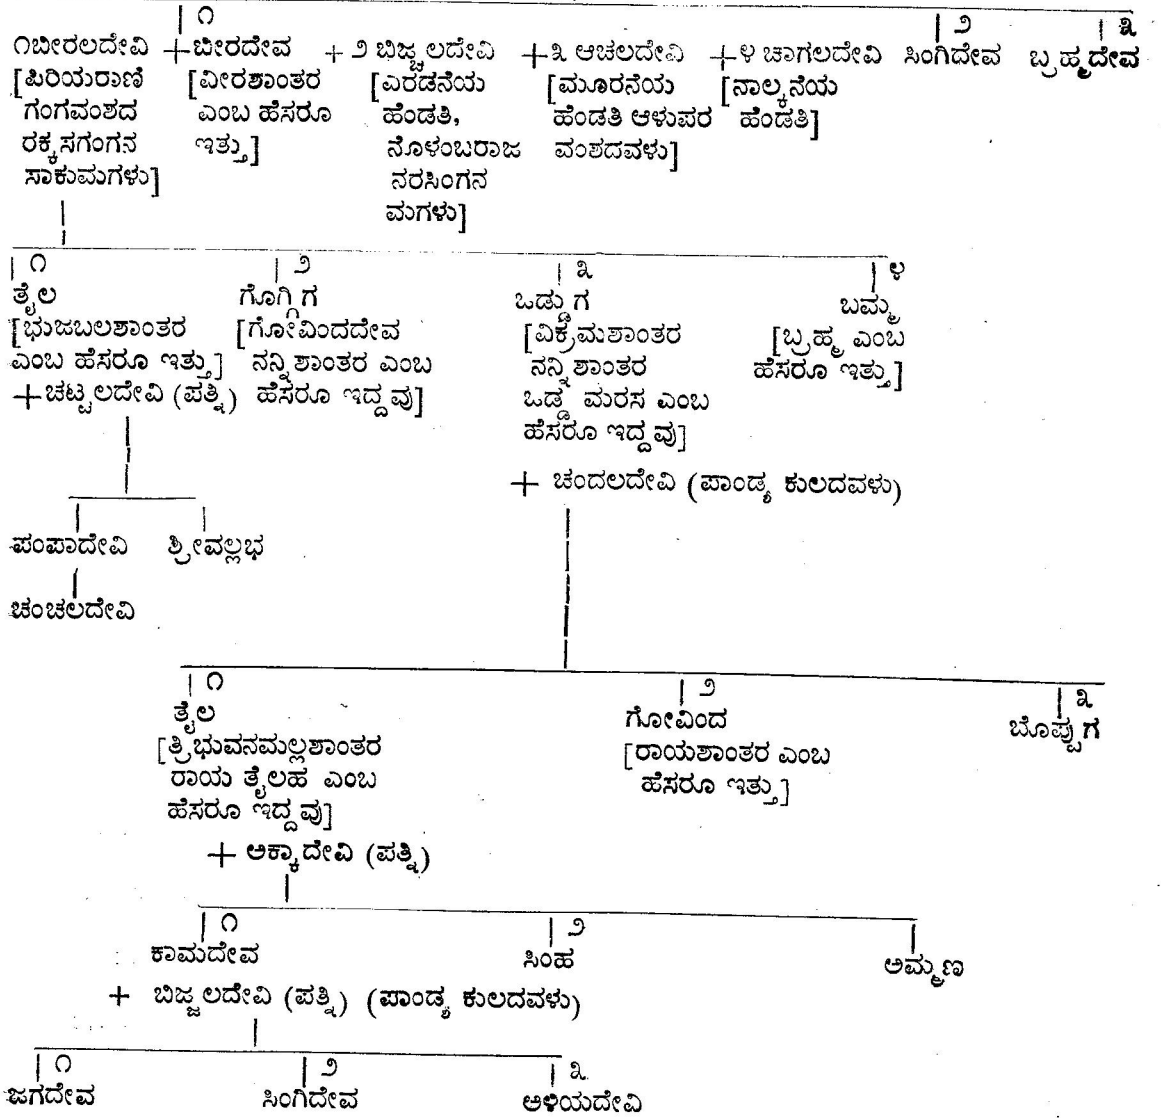 ೧ ೨ ೩
೧ಬೀರಲದೇವಿ +ಬೀರದೇವ + ೨ ಬಿಜ್ಜಲದೇವಿ +೩ ಆಚಲದೇವಿ +೪ ಚಾಗಲದೇವಿ ಸಿಂಗಿದೇವ ಬ್ರಹ್ಮದೇವ
[ಪಿರಿಯರಾಣಿ [ವೀರಶಾಂತರ [ಎರಡನೆಯ [ಮೂರನೆಯ [ನಾಲ್ಕನೆಯ
ಗಂಗವಂಶದ ಎಂಬ ಹೆಸರೂ ಹೆಂಡತಿ, ಹೆಂಡತಿ ಆಳುಪರ ಹೆಂಡತಿ]
ರಕ್ಕಸಗಂಗನ ಇತ್ತು] ನೊಳಂಬರಾಜ ವಂಶದವಳು]
ಸಾಕುಮಗಳು] ನರಸಿಂಗನ
ಮಗಳು]
೧ ೨ ೩ ೪
ತೈಲ ಗೊಗ್ಗಿಗ ಒಡ್ಡುಗ ಬಮ್ಮ
[ಭುಜಬಲಶಾಂತರ [ಗೋವಿಂದದೇವ [ವಿಕ್ರಮಶಾಂತರ [ಬ್ರಹ್ಮ ಎಂಬ
ಎಂಬ ಹೆಸರೂ ಇತ್ತು] ನನ್ನಿಶಾಂತರ ಎಂಬ ನನ್ನಿಶಾಂತರ ಹೆಸರೂ ಇತ್ತು]
+ಚಟ್ಟಲದೇವಿ (ಪತ್ನಿ) ಹೆಸರೂ ಇದ್ದವು] ಒಡ್ಡಮರಸ ಎಂಬ
ಹೆಸರೂ ಇದ್ದವು]
+ ಚಂದಲದೇವಿ (ಪಾಂಡ್ಯ ಕುಲದವಳು)
ಪಂಪಾದೇವಿ ಶ್ರೀವಲ್ಲಭ
ಚಂಚಲದೇವಿ
೧ ೨ ೩
ತೈಲ ಗೋವಿಂದ ಬೊಪ್ಪುಗ
[ತ್ರಿಭುವನಮಲ್ಲಶಾಂತರ [ರಾಯಶಾಂತರ ಎಂಬ
ರಾಯ ತೈಲಹ ಎಂಬ ಹೆಸರೂ ಇತ್ತು]
ಹೆಸರೂ ಇದ್ದವು]
+ ಅಕ್ಕಾದೇವಿ (ಪತ್ನಿ)
೧ ೨
ಕಾಮದೇವ ಸಿಂಹ ಅಮ್ಮಣ
+ ಬಿಜ್ಜಲದೇವಿ (ಪತ್ನಿ) (ಪಾಂಡ್ಯ ಕುಲದವಳು)
೧ ೨ ೩
ಜಗದೇವ ಸಿಂಗಿದೇವ ಅಳಿಯದೇವಿ